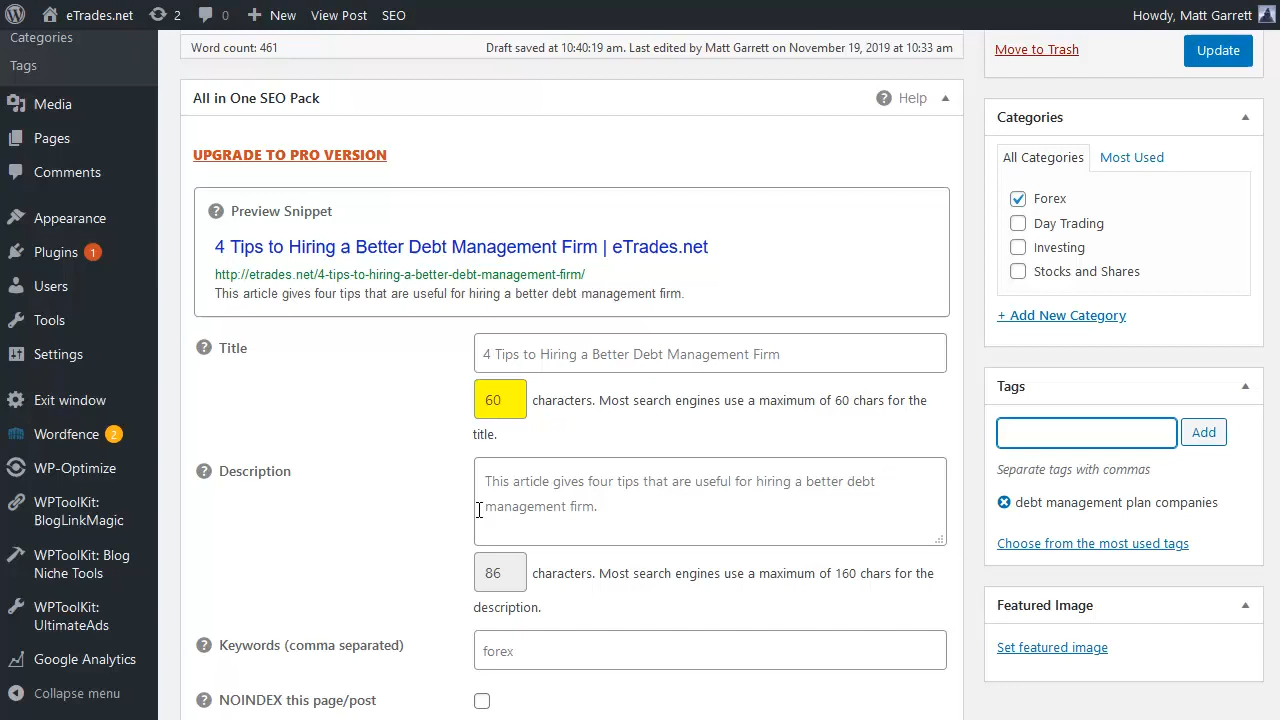 eTrades.net 2 0 New View Post SEO Howdy, Matt Garrett
Categories
Tags
Media
Pages
Comments
Appearance
Plugins 1
Users
Tools
Settings
Exit window
Wordfence 2
WP-Optimize
WPToolKit:
BlogLinkMagic
WPToolKit: Blog
Niche Tools
WPToolKit:
UltimateAds
Google Analytics
Collapse menu
Word count: 461 Draft saved at 10:40:19 am. Last edited by Matt Garrett on November 19, 2019 at 10:33 am
All in One SEO Pack Help
UPGRADE TO PRO VERSION
Preview Snippet
4 Tips to Hiring a Better Debt Management Firm | eTrades.net
http://etrades.net/4-tips-to-hiring-a-better-debt-management-firm/
This article gives four tips that are useful for hiring a better debt management firm.
Title
4 Tips to Hiring a Better Debt Management Firm
60 characters. Most search engines use a maximum of 60 chars for the
title.
Description
This article gives four tips that are useful for hiring a better debt
management firm.
86 characters. Most search engines use a maximum of 160 chars for the
description.
Keywords (comma separated)
forex
NOINDEX this page/post
Move to Trash Update
Categories
All Categories Most Used
Forex
Day Trading
Investing
Stocks and Shares
+ Add New Category
Tags
Add
Separate tags with commas
debt management plan companies
Choose from the most used tags
Featured Image
Set featured image